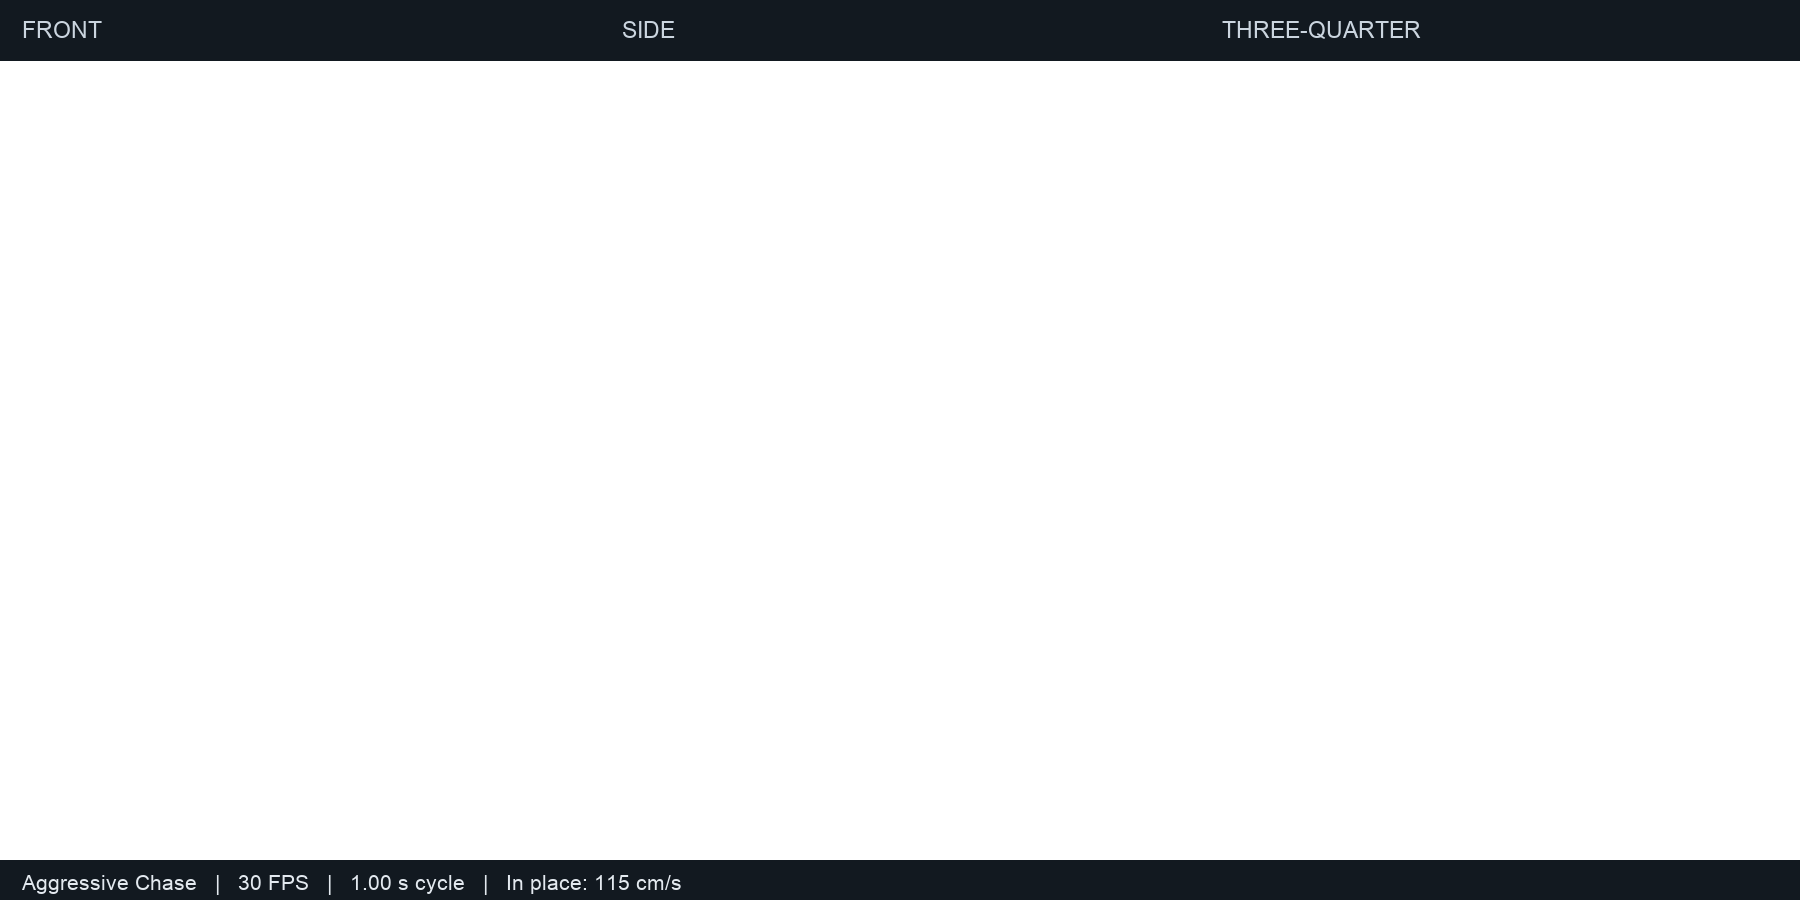 FRONT SIDE THREE-QUARTER
Aggressive Chase | 30 FPS | 1.00 s cycle | In place: 115 cm/s